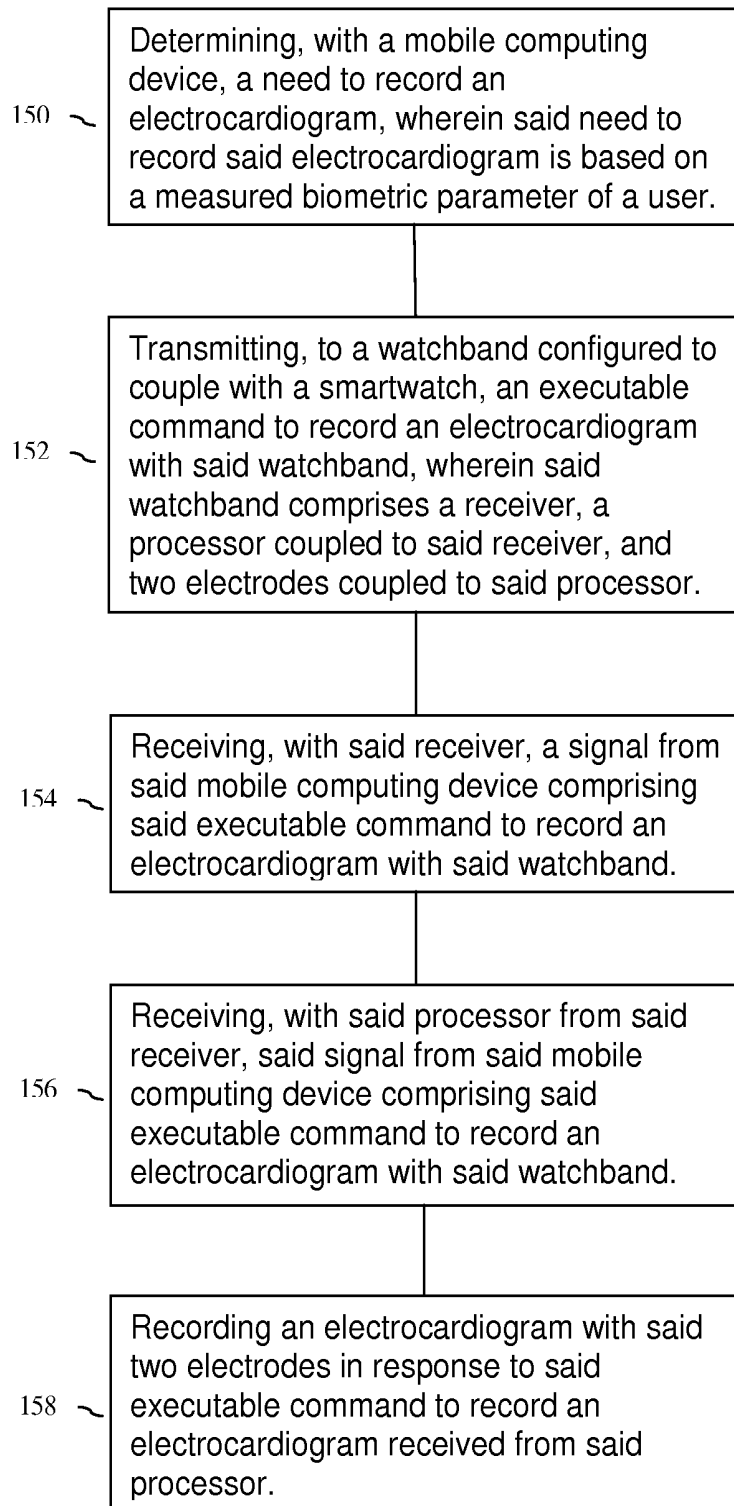 Determining, with a mobile computing
device, a need to record an
electrocardiogram, wherein said need to
record said electrocardiogram is based on
a measured biometric parameter of a user.
150
Transmitting, to a watchband configured to
couple with a smartwatch, an executable
command to record an electrocardiogram
with said watchband, wherein said
watchband comprises a receiver, a
processor coupled to said receiver, and
two electrodes coupled to said processor.
152
Receiving, with said receiver, a signal from
said mobile computing device comprising
said executable command to record an
electrocardiogram with said watchband.
154
Receiving, with said processor from said
receiver, said signal from said mobile
computing device comprising said
executable command to record an
electrocardiogram with said watchband.
156
Recording an electrocardiogram with said
two electrodes in response to said
executable command to record an
electrocardiogram received from said
processor.
158